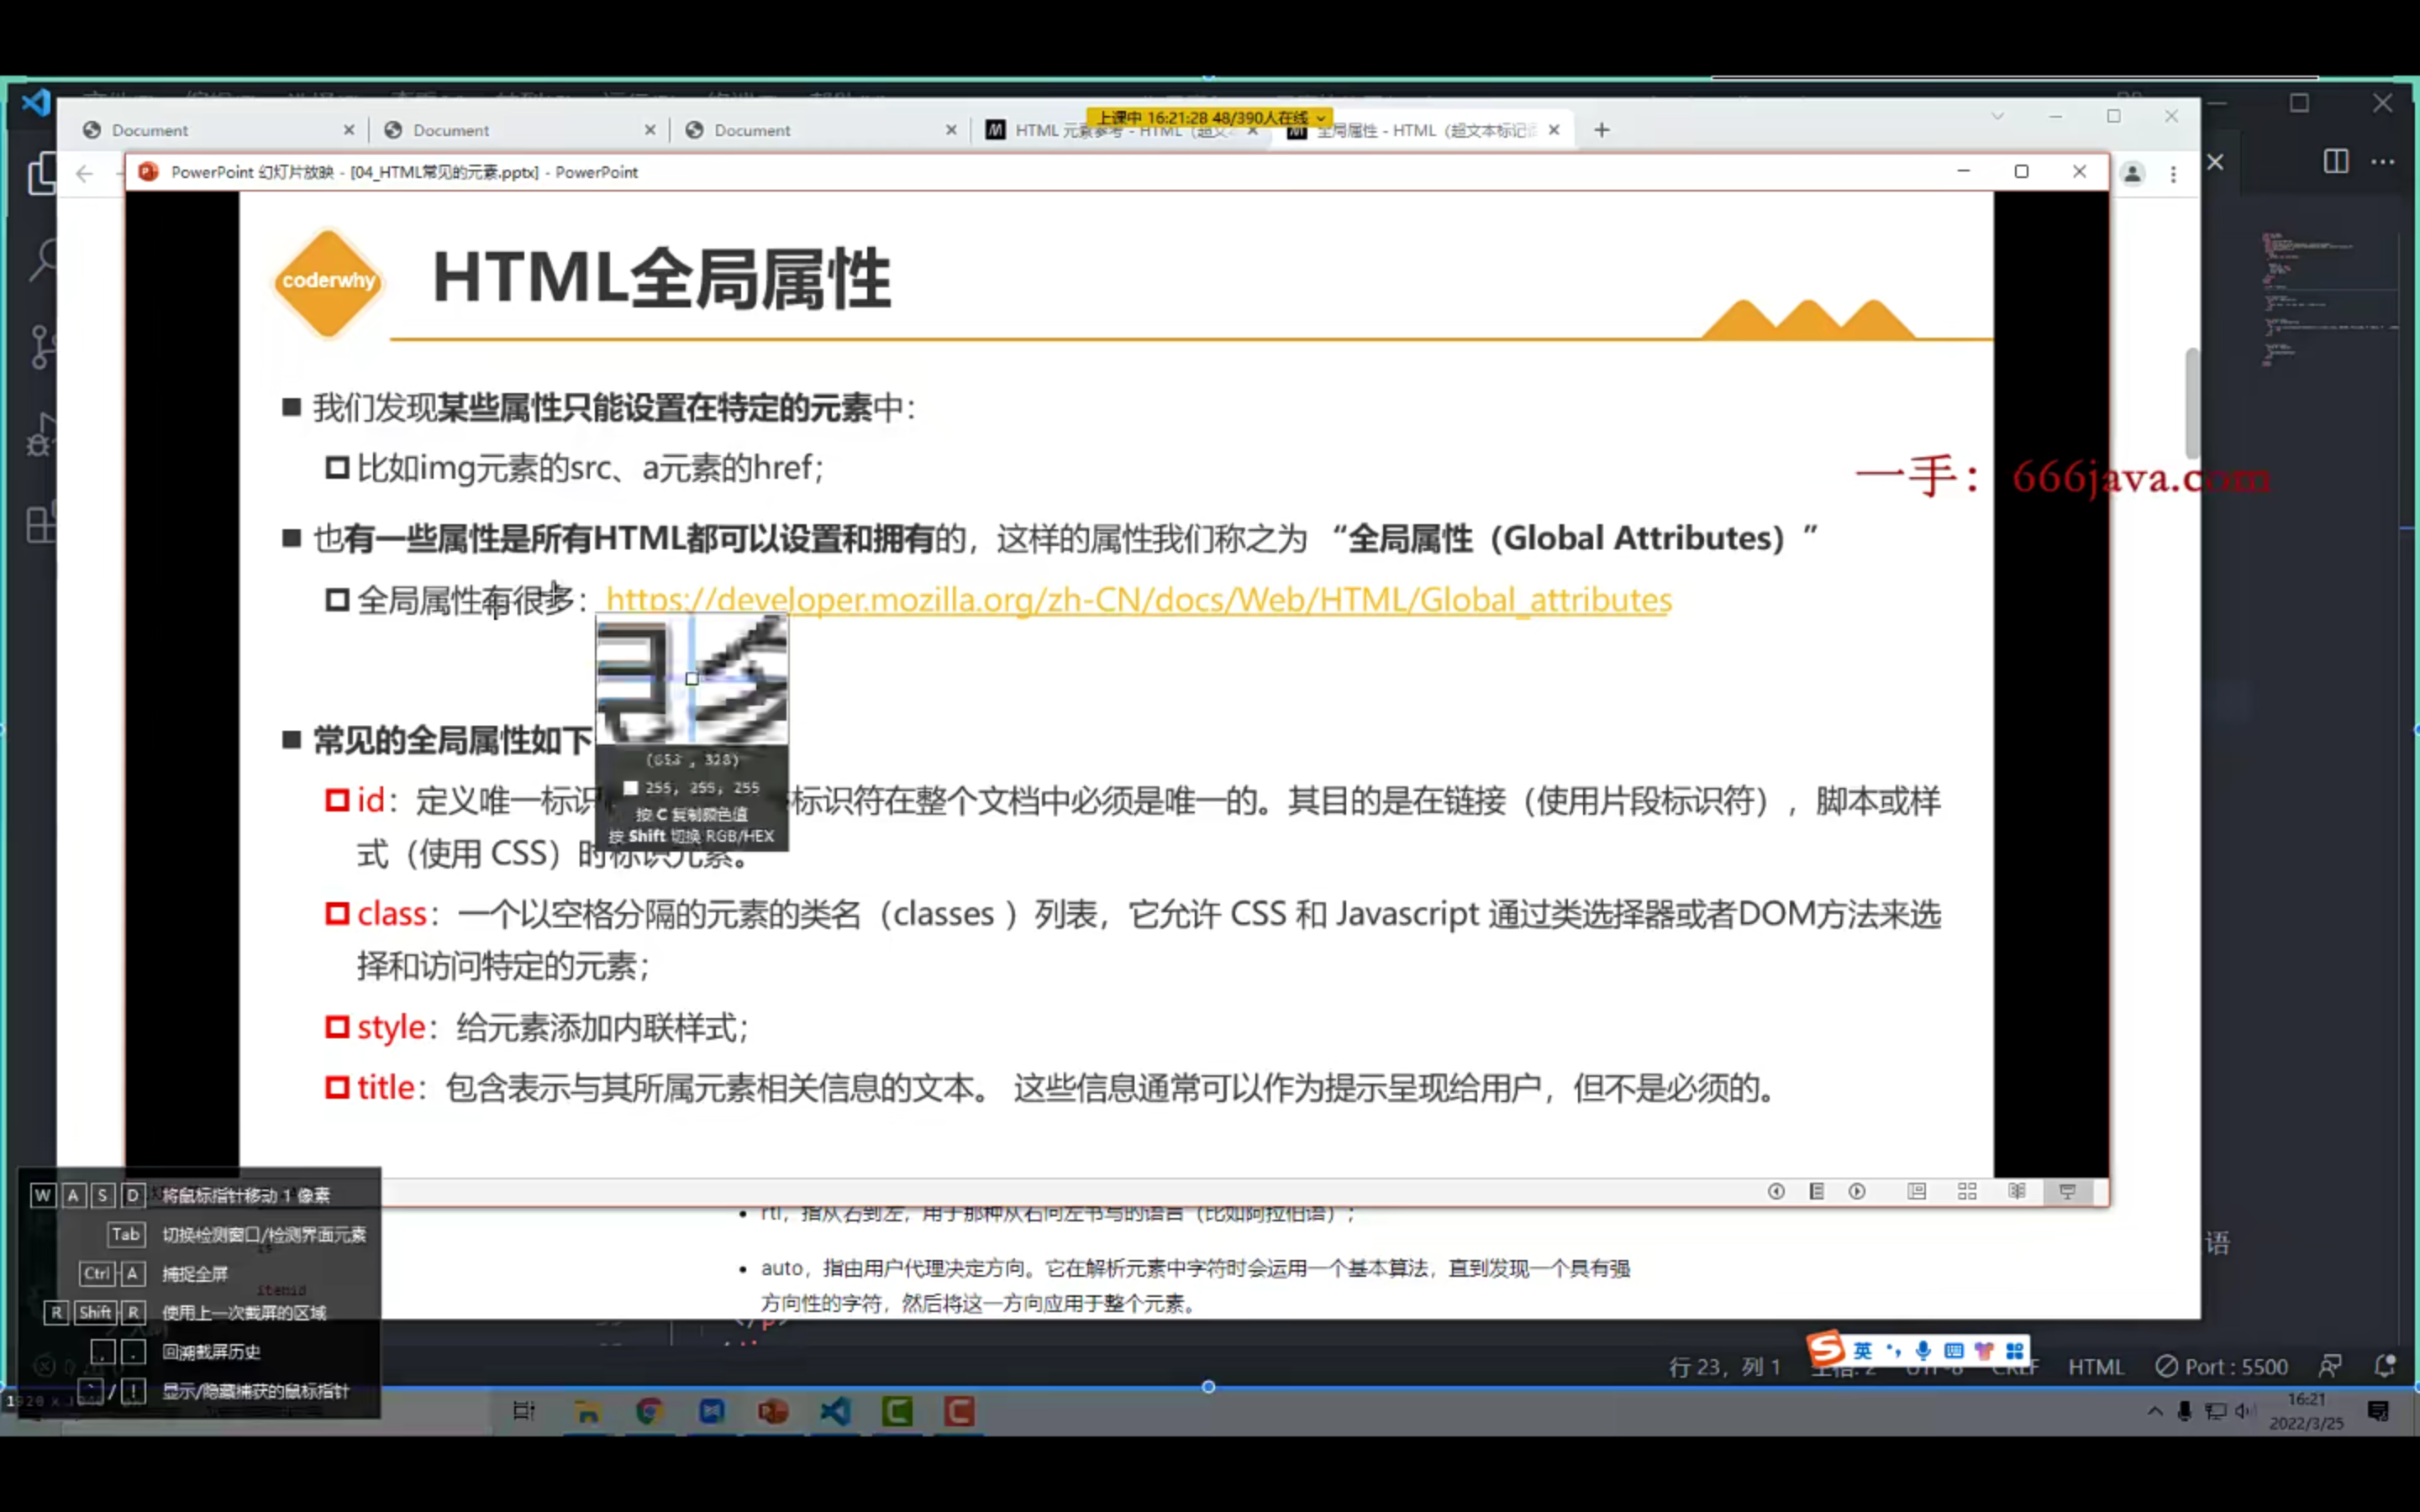 上课中 16:21:28 48/390人在线
Document
Document
Document
HTML 元素参考 - HTML（超文
全局属性 - HTML（超文本标记语
PowerPoint 幻灯片放映 - [04_HTML常见的元素.pptx] - PowerPoint
coderwhy
HTML全局属性
我们发现某些属性只能设置在特定的元素中：
比如img元素的src、a元素的href；
一手：666java.com
也有一些属性是所有HTML都可以设置和拥有的，这样的属性我们称之为 “全局属性（Global Attributes）”
全局属性有很多：https://developer.mozilla.org/zh-CN/docs/Web/HTML/Global_attributes
常见的全局属性如下
(653 , 328)
255, 255, 255
按 C 复制颜色值
按 Shift 切换 RGB/HEX
id：定义唯一标识 标识符在整个文档中必须是唯一的。其目的是在链接（使用片段标识符），脚本或样
式（使用 CSS）时标识元素。
class：一个以空格分隔的元素的类名（classes ）列表，它允许 CSS 和 Javascript 通过类选择器或者DOM方法来选
择和访问特定的元素；
style：给元素添加内联样式；
title：包含表示与其所属元素相关信息的文本。 这些信息通常可以作为提示呈现给用户，但不是必须的。
W A S D 将鼠标指针移动 1 像素
Tab 切换检测窗口/检测界面元素
Ctrl A 捕捉全屏
R Shift R 使用上一次截屏的区域
, . 回溯截屏历史
` / ! 显示/隐藏捕获的鼠标指针
itemid
rtl，指从右到左，用于那种从右向左书写的语言（比如阿拉伯语）；
auto，指由用户代理决定方向。它在解析元素中字符时会运用一个基本算法，直到发现一个具有强
方向性的字符，然后将这一方向应用于整个元素。
语
英
行 23，列 1
UTF-8
CRLF
HTML
Port : 5500
16:21
2022/3/25